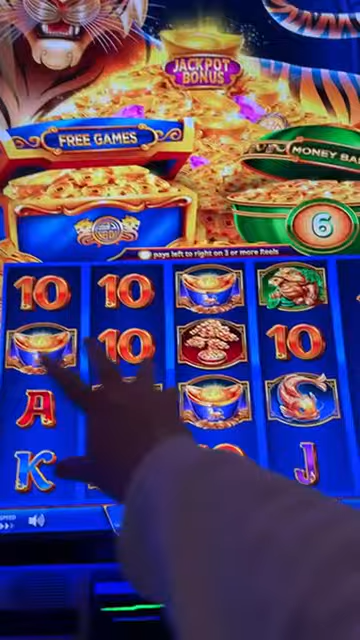 JACKPOT
BONUS
FREE GAMES
MONEY BA
6
pays left to right on 3 or more Reels
10 10
10 10
A
K J